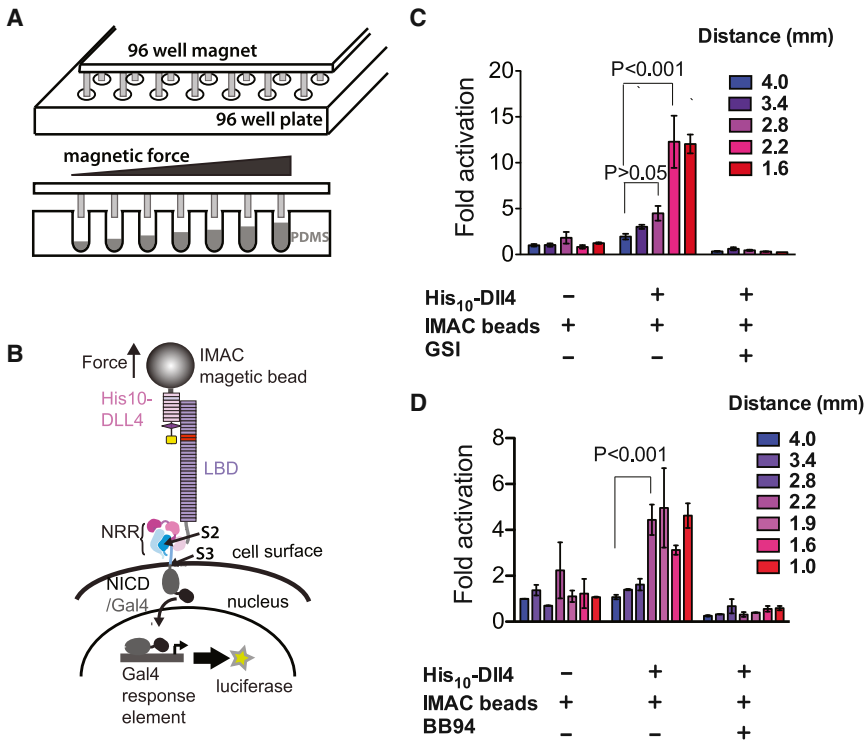 A
96 well magnet
96 well plate
magnetic force
PDMS
B
Force
IMAC
magetic bead
His10-
DLL4
LBD
NRR
S2
S3
cell surface
NICD
/Gal4
nucleus
Gal4
response
element
luciferase
C
Distance (mm)
4.0
3.4
2.8
2.2
1.6
Fold activation
20
15
10
5
0
P<0.001
P>0.05
His10-Dll4 – + +
IMAC beads + + +
GSI – – +
D
Distance (mm)
4.0
3.4
2.8
2.2
1.9
1.6
1.0
Fold activation
8
6
4
2
0
P<0.001
His10-Dll4 – + +
IMAC beads + + +
BB94 – – +